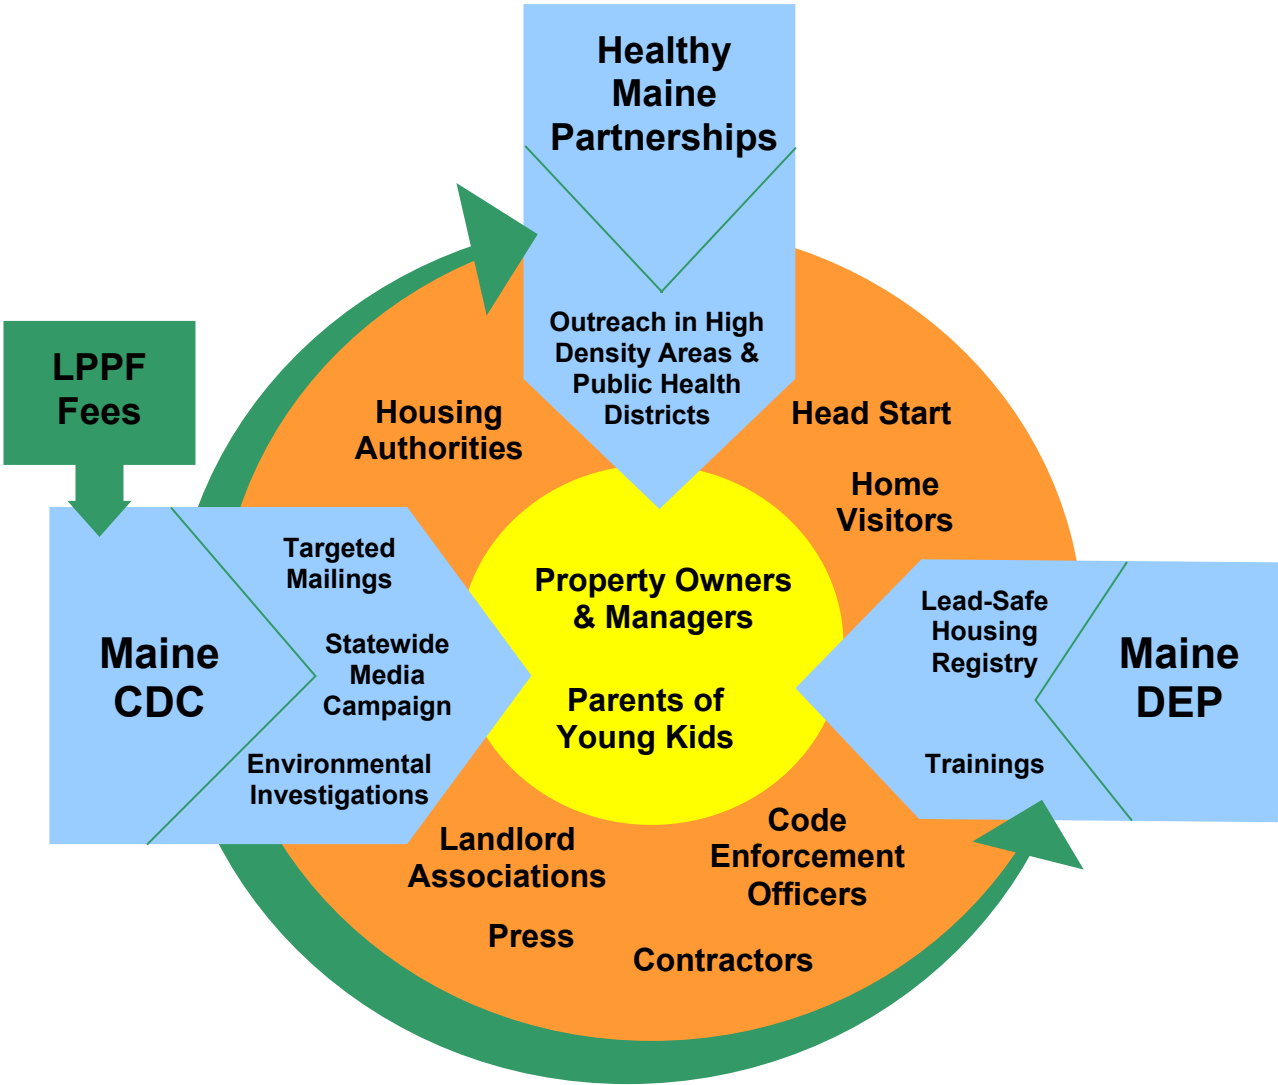 Healthy
Maine
Partnerships
Outreach in High
Density Areas &
Public Health
Districts
LPPF
Fees
Housing
Authorities
Head Start
Home
Visitors
Maine
CDC
Targeted
Mailings
Statewide
Media
Campaign
Environmental
Investigations
Property Owners
& Managers
Parents of
Young Kids
Lead-Safe
Housing
Registry
Trainings
Maine
DEP
Landlord
Associations
Press
Code
Enforcement
Officers
Contractors